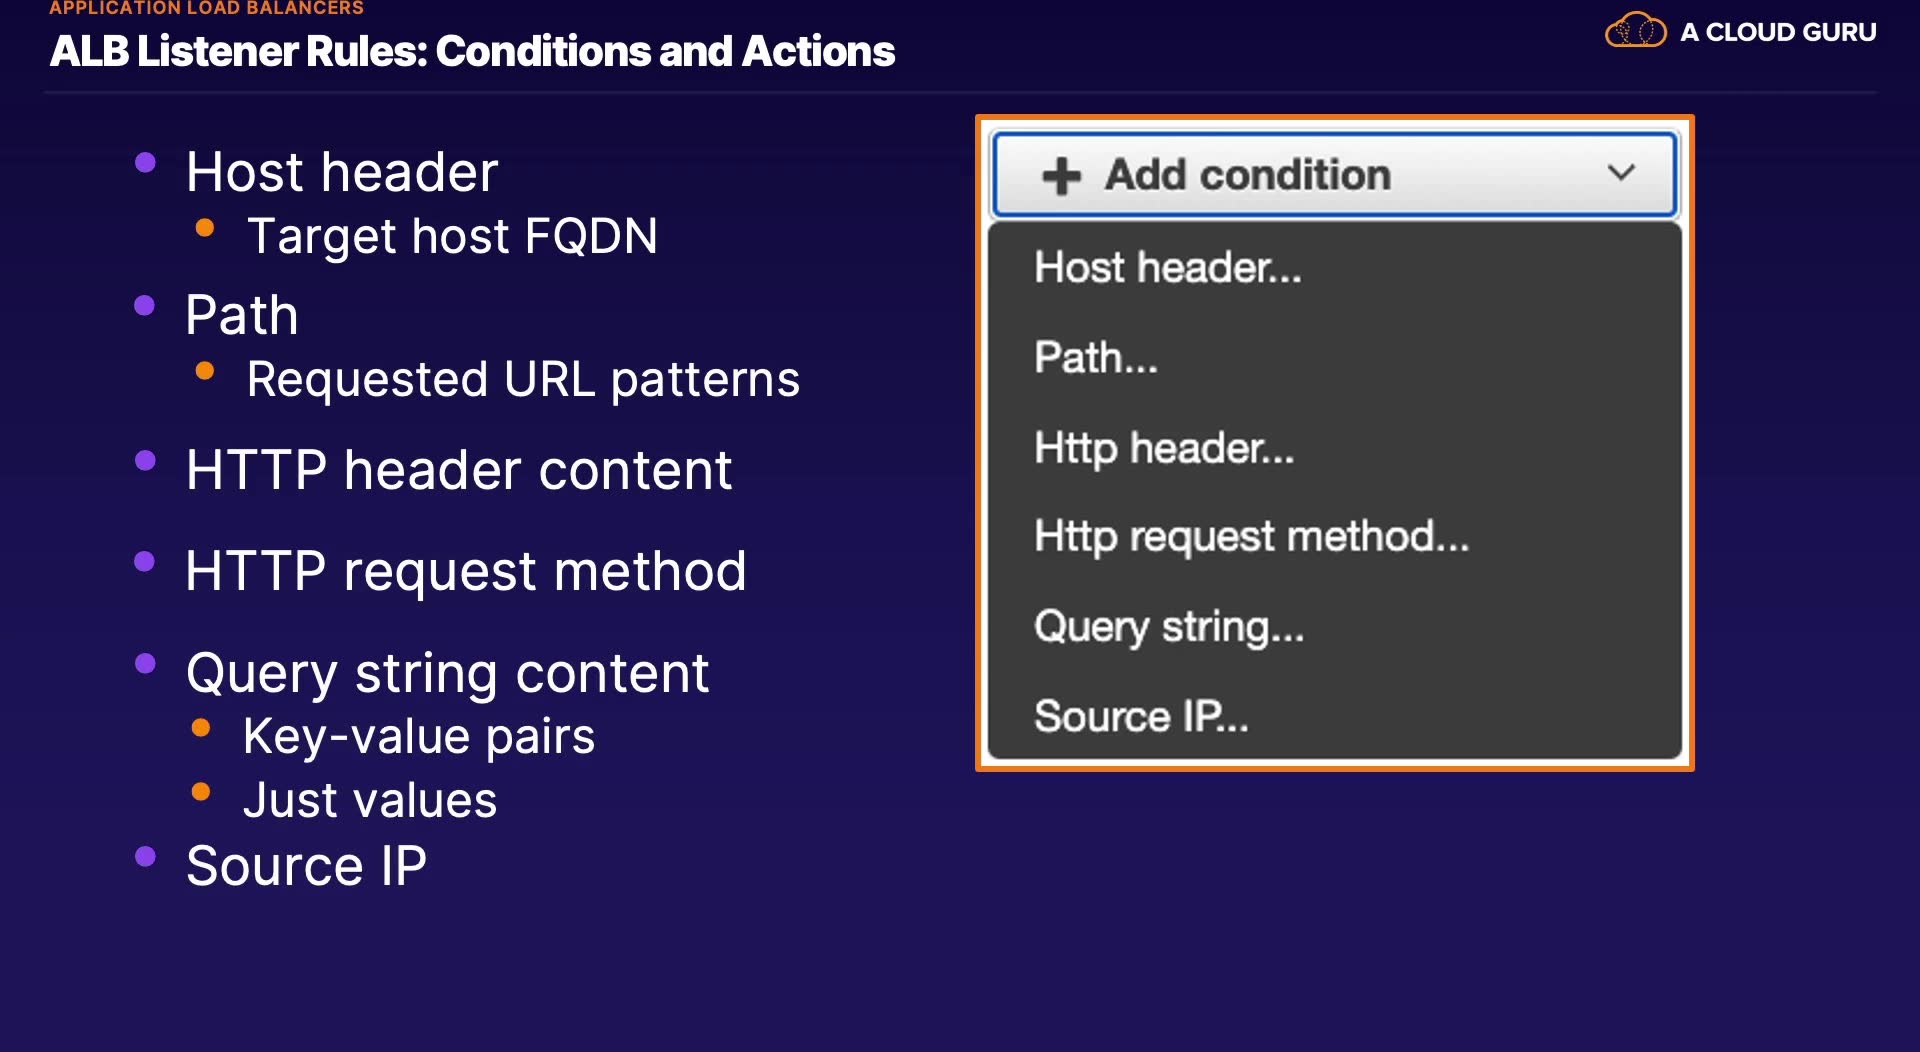 APPLICATION LOAD BALANCERS
ALB Listener Rules: Conditions and Actions
A CLOUD GURU
Host header
Target host FQDN
Path
Requested URL patterns
HTTP header content
HTTP request method
Query string content
Key-value pairs
Just values
Source IP
Add condition
Host header...
Path...
Http header...
Http request method...
Query string...
Source IP...